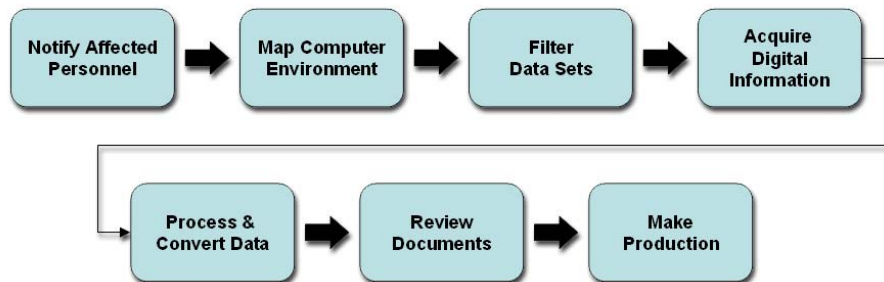 Notify Affected
Personnel
Map Computer
Environment
Filter
Data Sets
Acquire
Digital
Information
Process &
Convert Data
Review
Documents
Make
Production